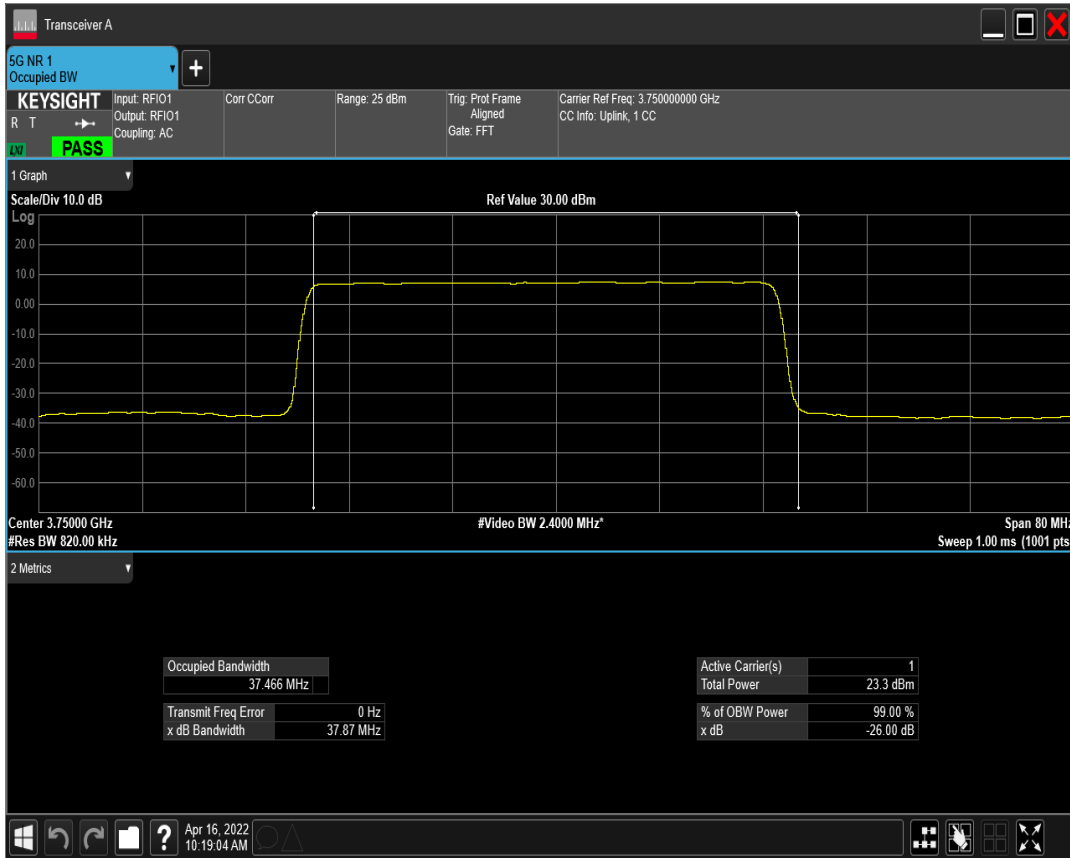 Transceiver A
5G NR 1
Occupied BW
KEYSIGHT
R T
LXI
PASS
Input: RFIO1
Output: RFIO1
Coupling: AC
Corr CCorr
Range: 25 dBm
Trig: Prot Frame
Aligned
Gate: FFT
Carrier Ref Freq: 3.750000000 GHz
CC Info: Uplink, 1 CC
1 Graph
Scale/Div 10.0 dB
Ref Value 30.00 dBm
Log
20.0
10.0
0.00
-10.0
-20.0
-30.0
-40.0
-50.0
-60.0
Center 3.75000 GHz
#Video BW 2.4000 MHz*
Span 80 MHz
#Res BW 820.00 kHz
Sweep 1.00 ms (1001 pts
2 Metrics
Occupied Bandwidth
37.466 MHz
Transmit Freq Error 0 Hz
x dB Bandwidth 37.87 MHz
Active Carrier(s) 1
Total Power 23.3 dBm
% of OBW Power 99.00 %
x dB -26.00 dB
?
Apr 16, 2022
10:19:04 AM